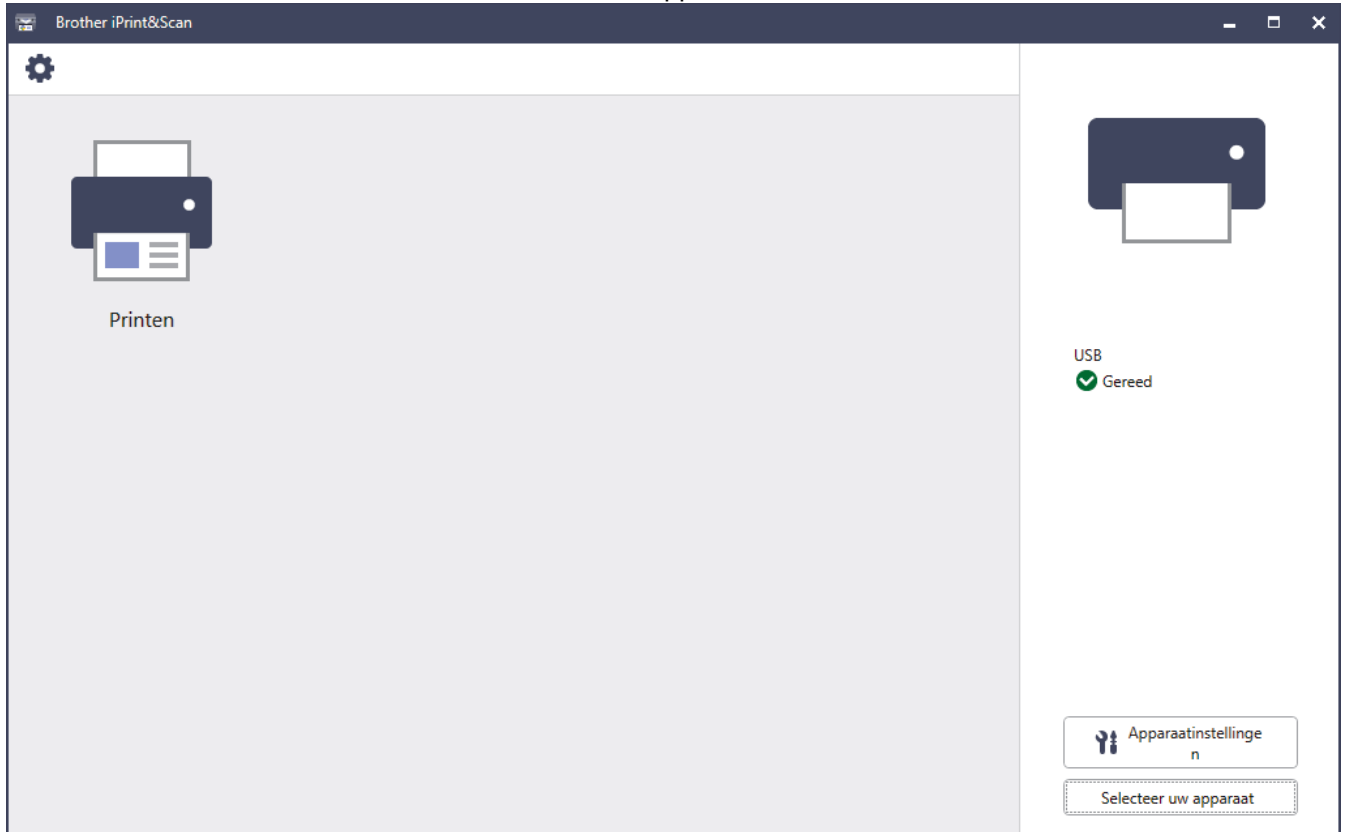 Brother iPrint&Scan
Printen
USB
Gereed
Apparaatinstellinge
n
Selecteer uw apparaat